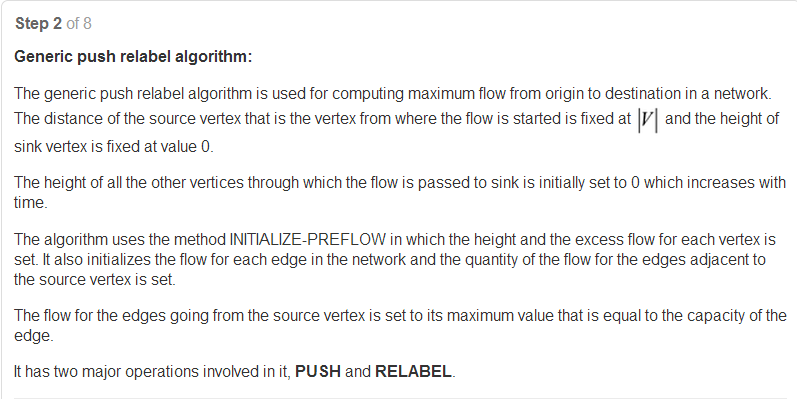 Step 2 of 8
Generic push relabel algorithm:
The generic push relabel algorithm is used for computing maximum flow from origin to destination in a network.
The distance of the source vertex that is the vertex from where the flow is started is fixed at |V| and the height of
sink vertex is fixed at value 0.
The height of all the other vertices through which the flow is passed to sink is initially set to 0 which increases with
time.
The algorithm uses the method INITIALIZE-PREFLOW in which the height and the excess flow for each vertex is
set. It also initializes the flow for each edge in the network and the quantity of the flow for the edges adjacent to
the source vertex is set.
The flow for the edges going from the source vertex is set to its maximum value that is equal to the capacity of the
edge.
It has two major operations involved in it, PUSH and RELABEL.